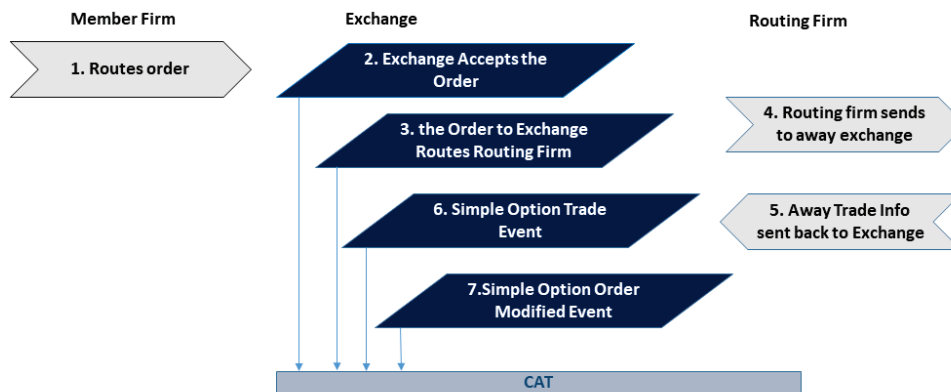 Member Firm
Exchange
Routing Firm
1. Routes order
2. Exchange Accepts the
Order
3. the Order to Exchange
Routes Routing Firm
4. Routing firm sends
to away exchange
6. Simple Option Trade
Event
5. Away Trade Info
sent back to Exchange
7.Simple Option Order
Modified Event
CAT